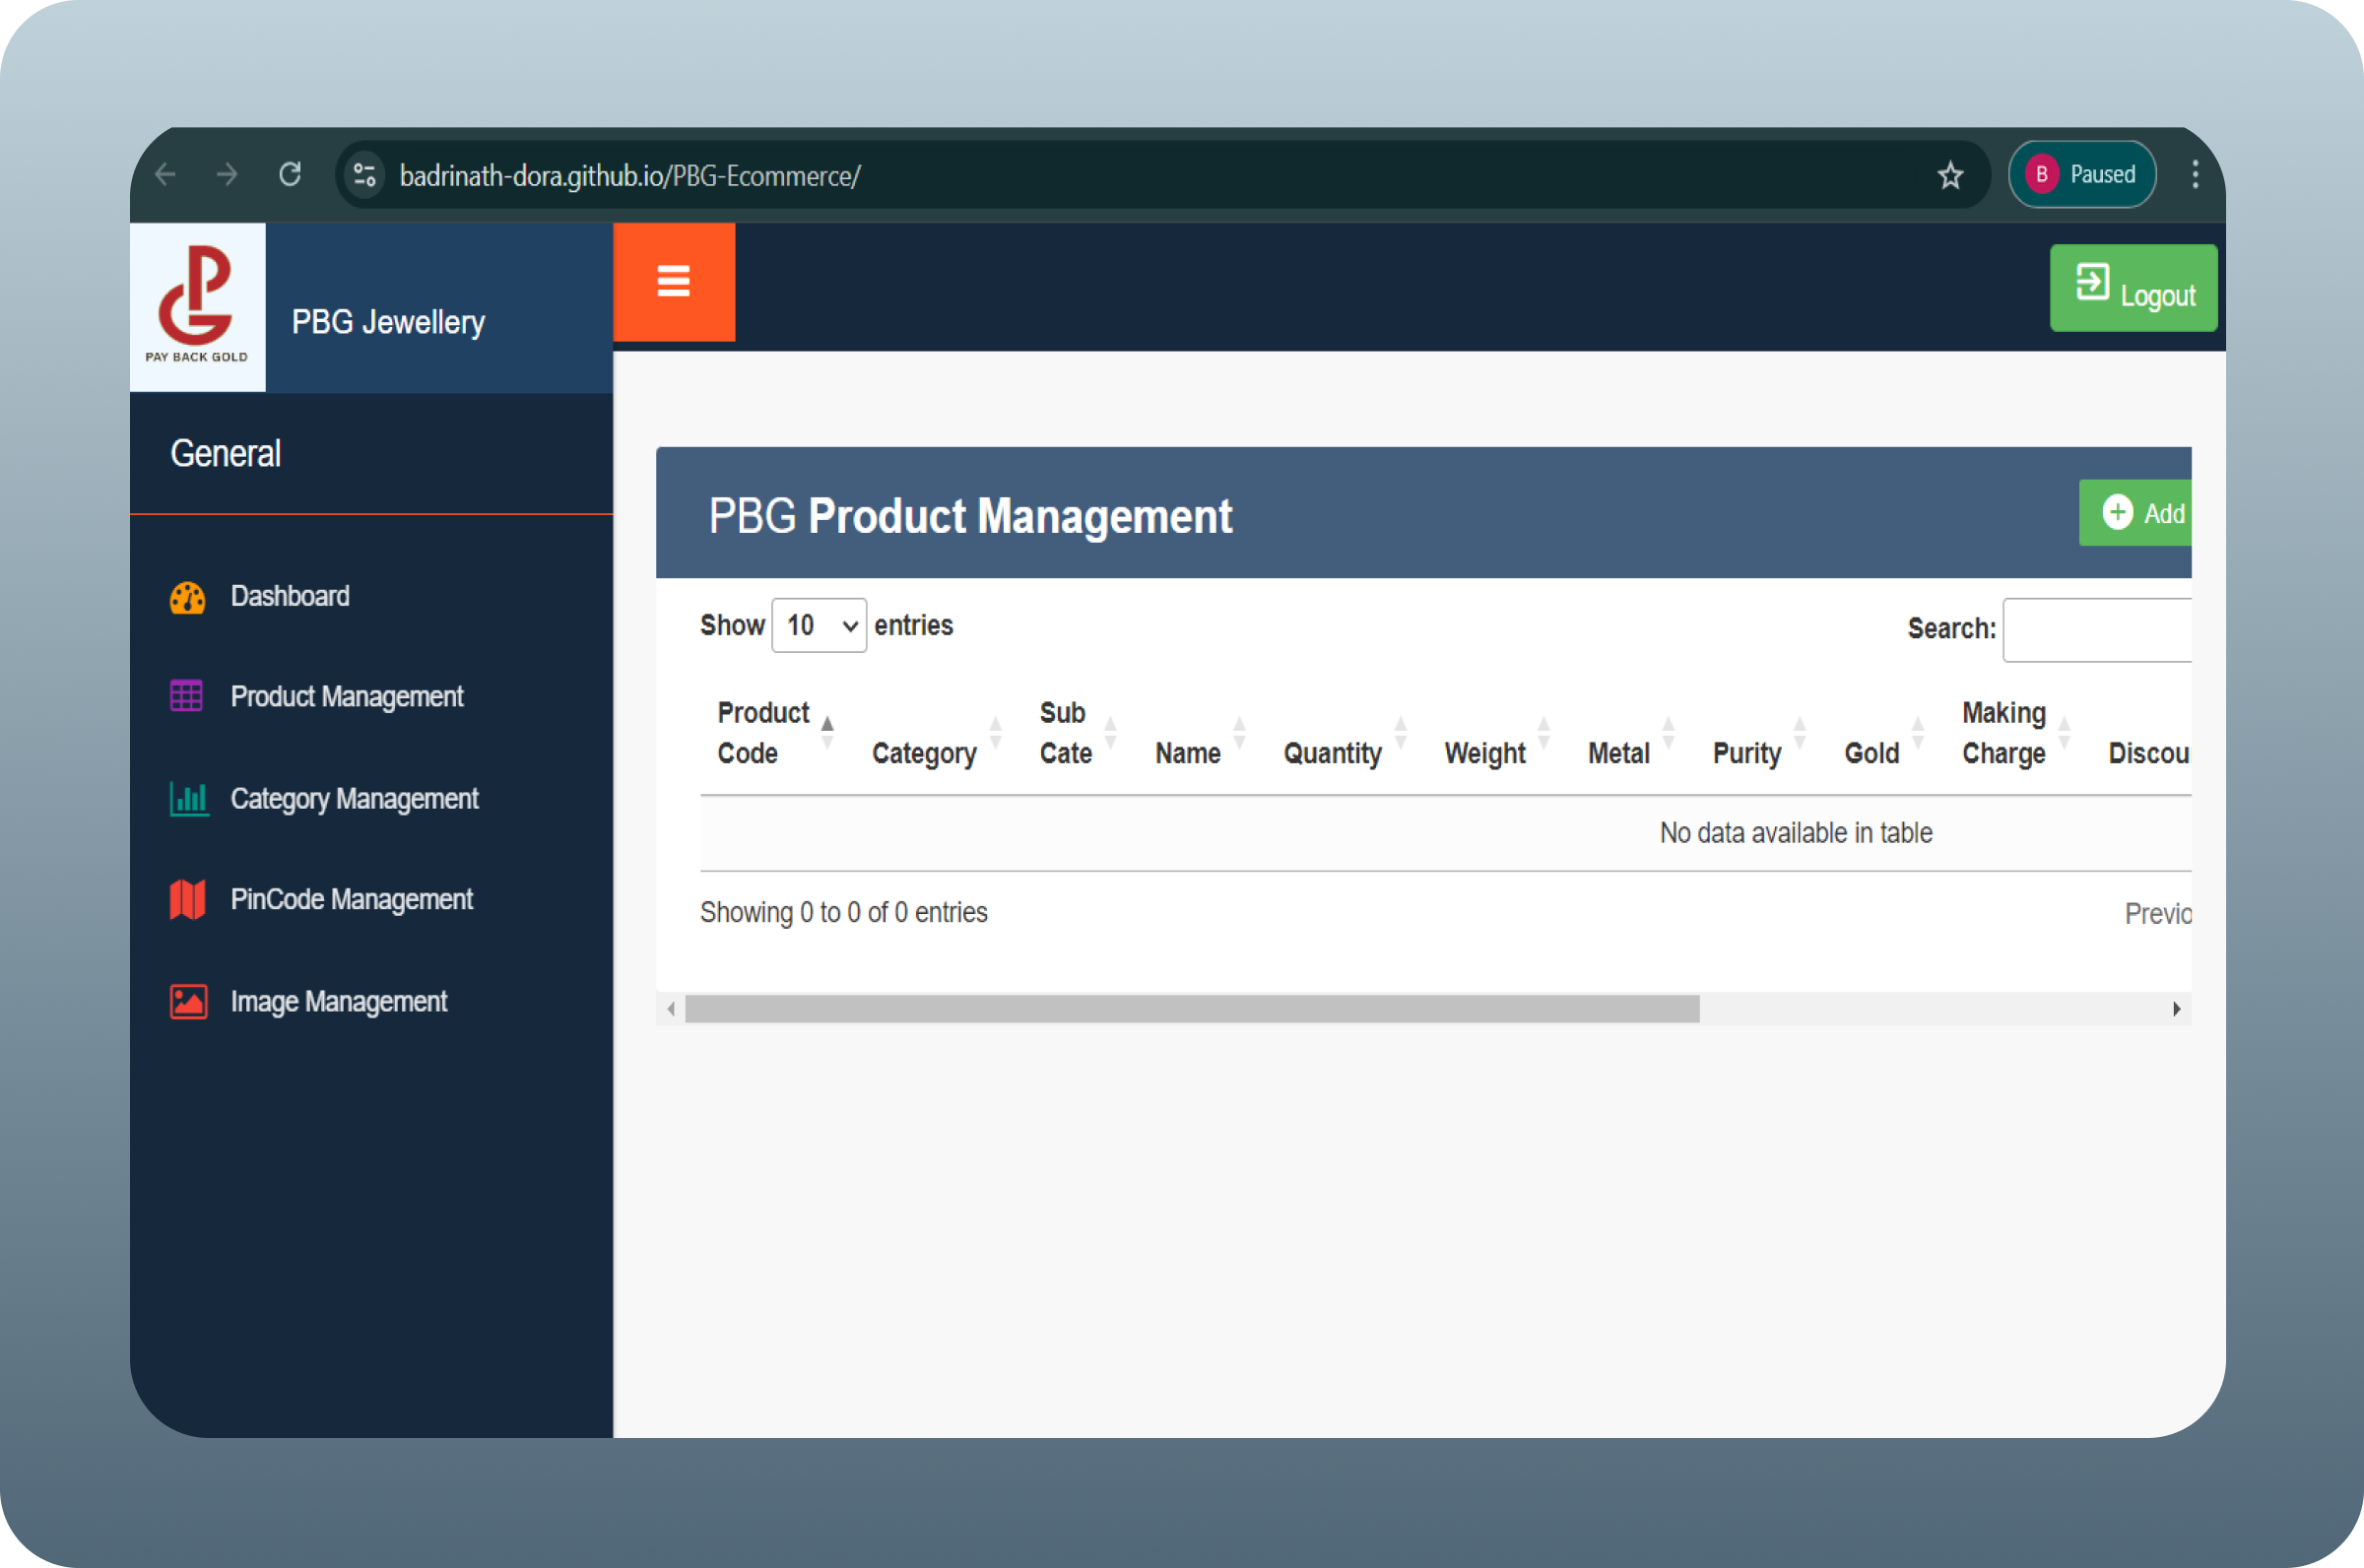 badrinath-dora.github.io/PBG-Ecommerce/
B Paused
PAY BACK GOLD
PBG Jewellery
Logout
General
Dashboard
Product Management
Category Management
PinCode Management
Image Management
PBG Product Management
Add
Show 10 entries
Search:
Product Code
Category
Sub Cate
Name
Quantity
Weight
Metal
Purity
Gold
Making Charge
Discou
No data available in table
Showing 0 to 0 of 0 entries
Previo